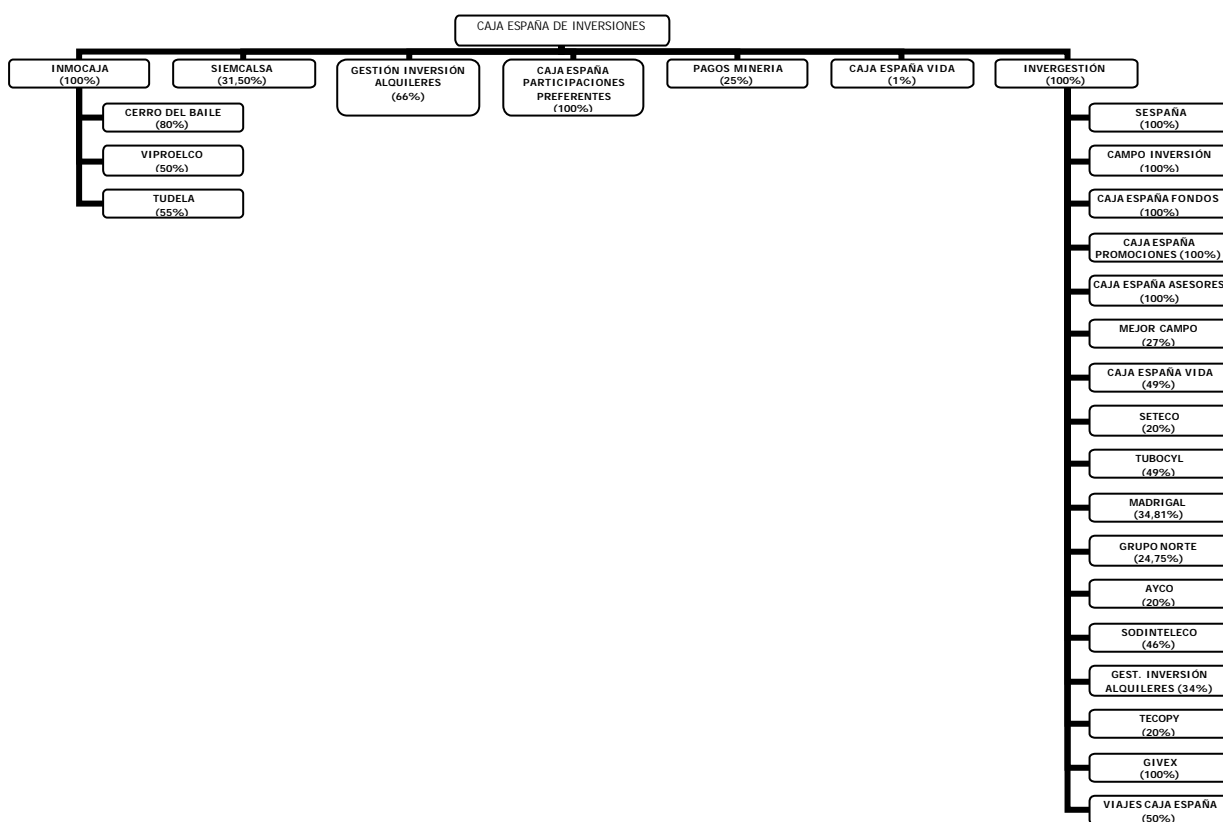 CAJA ESPAÑA DE INVERSIONES
INMOCAJA
(100%)
SIEMCALSA
(31,50%)
GESTIÓN INVERSIÓN
ALQUILERES
(66%)
CAJA ESPAÑA
PARTICIPACIONES
PREFERENTES
(100%)
PAGOS MINERIA
(25%)
CAJA ESPAÑA VIDA
(1%)
INVERGESTIÓN
(100%)
CERRO DEL BAILE
(80%)
VIPROELCO
(50%)
TUDELA
(55%)
SESPAÑA
(100%)
CAMPO INVERSIÓN
(100%)
CAJA ESPAÑA FONDOS
(100%)
CAJA ESPAÑA
PROMOCIONES (100%)
CAJA ESPAÑA ASESORES
(100%)
MEJOR CAMPO
(27%)
CAJA ESPAÑA VIDA
(49%)
SETECO
(20%)
TUBOCYL
(49%)
MADRIGAL
(34,81%)
GRUPO NORTE
(24,75%)
AYCO
(20%)
SODINTELECO
(46%)
GEST. INVERSIÓN
ALQUILERES (34%)
TECOPY
(20%)
GIVEX
(100%)
VIAJES CAJA ESPAÑA
(50%)